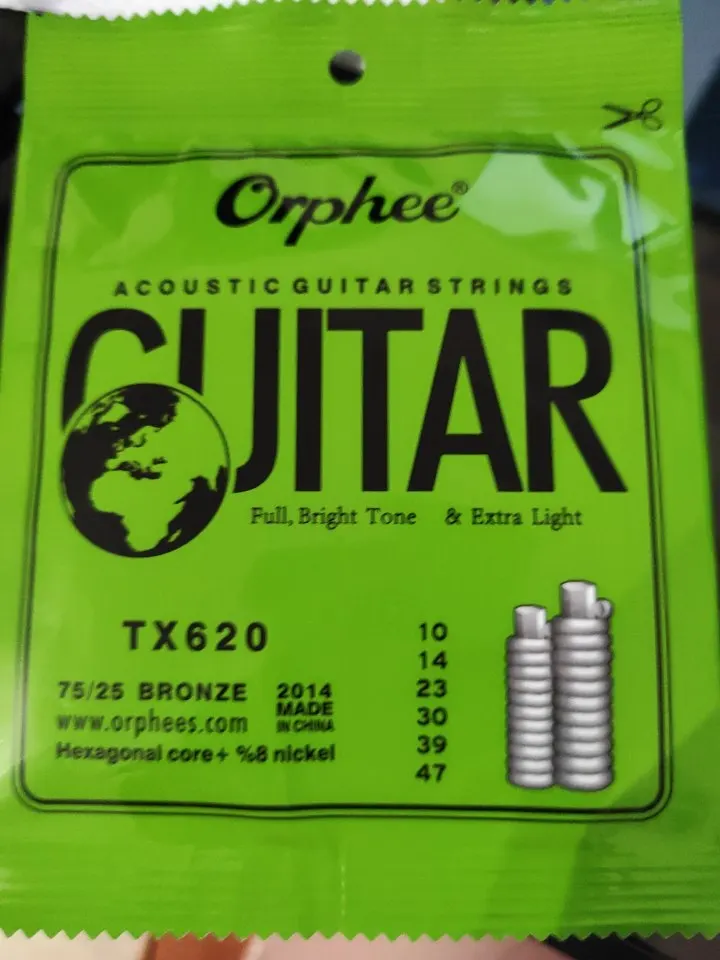 Orphee®
ACOUSTIC GUITAR STRINGS
GUITAR
Full, Bright Tone & Extra Light
TX620
75/25 BRONZE
2014
MADE
IN CHINA
www.orphees.com
Hexagonal core+ %8 nickel
10
14
23
30
39
47